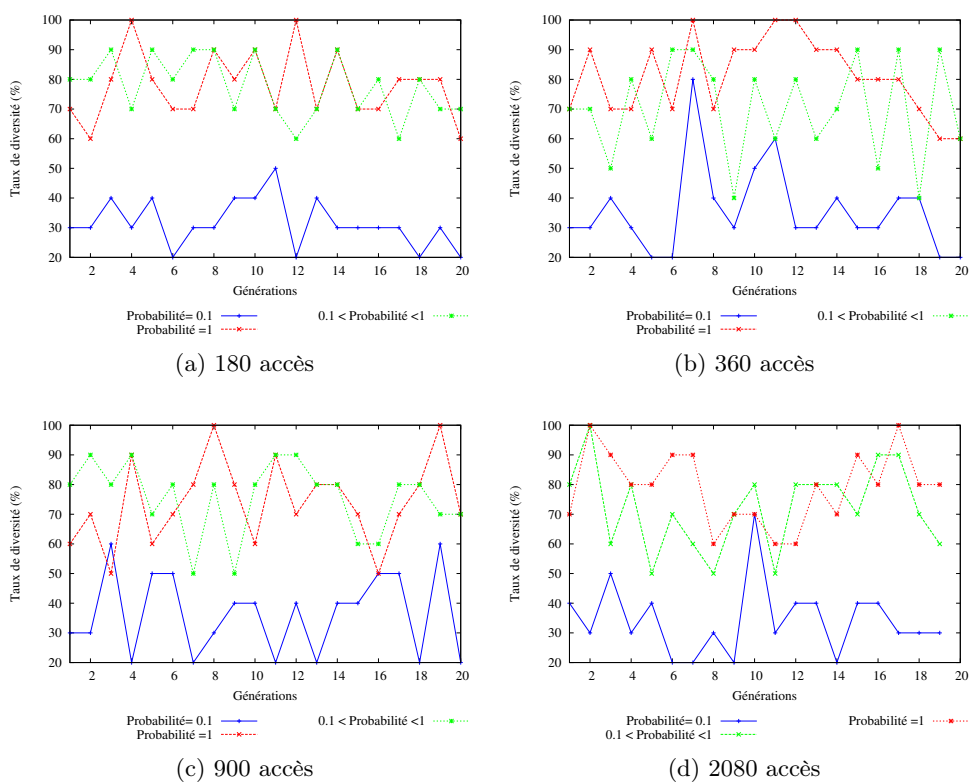 100
90
80
70
60
50
40
30
20
Taux de diversité (%)
2 4 6 8 10 12 14 16 18 20
Générations
Probabilité= 0.1
Probabilité =1
0.1 < Probabilité <1
(a) 180 accès
100
90
80
70
60
50
40
30
20
Taux de diversité (%)
2 4 6 8 10 12 14 16 18 20
Générations
Probabilité= 0.1
Probabilité =1
0.1 < Probabilité <1
(b) 360 accès
100
90
80
70
60
50
40
30
20
Taux de diversité (%)
2 4 6 8 10 12 14 16 18 20
Générations
Probabilité= 0.1
Probabilité =1
0.1 < Probabilité <1
(c) 900 accès
100
90
80
70
60
50
40
30
20
Taux de diversité (%)
2 4 6 8 10 12 14 16 18 20
Générations
Probabilité= 0.1
0.1 < Probabilité <1
Probabilité =1
(d) 2080 accès